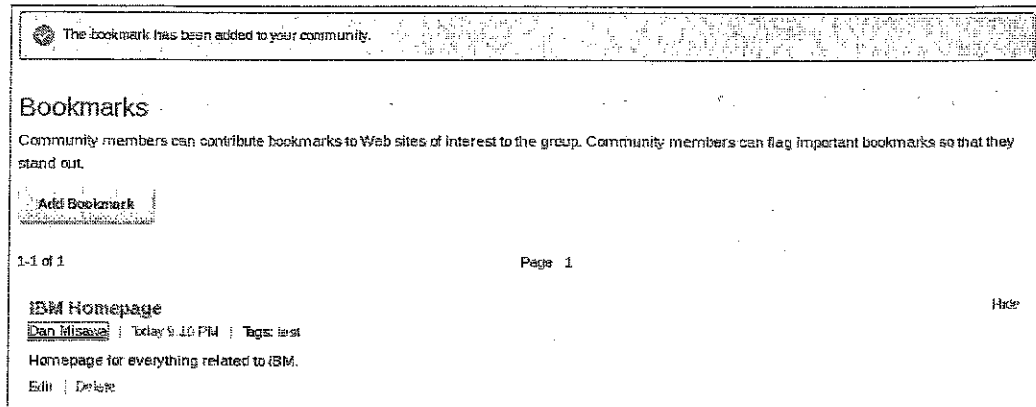 The bookmark has been added to your community.
Bookmarks
Community members can contribute bookmarks to Web sites of interest to the group. Community members can flag important bookmarks so that they
stand out.
Add Bookmark
1-1 of 1 Page 1
IBM Homepage Hide
Dan Misawa | Today 9:10 PM | Tags: test
Homepage for everything related to IBM.
Edit | Delete